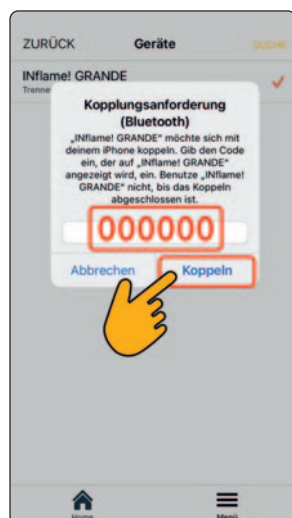 ZURÜCK Geräte SUCHE
INflame! GRANDE
Trenne
Kopplungsanforderung
(Bluetooth)
„INflame! GRANDE“ möchte sich mit
deinem iPhone koppeln. Gib den Code
ein, der auf „INflame! GRANDE“
angezeigt wird, ein. Benutze „INflame!
GRANDE“ nicht, bis das Koppeln
abgeschlossen ist.
000000
Abbrechen Koppeln
Home Menü